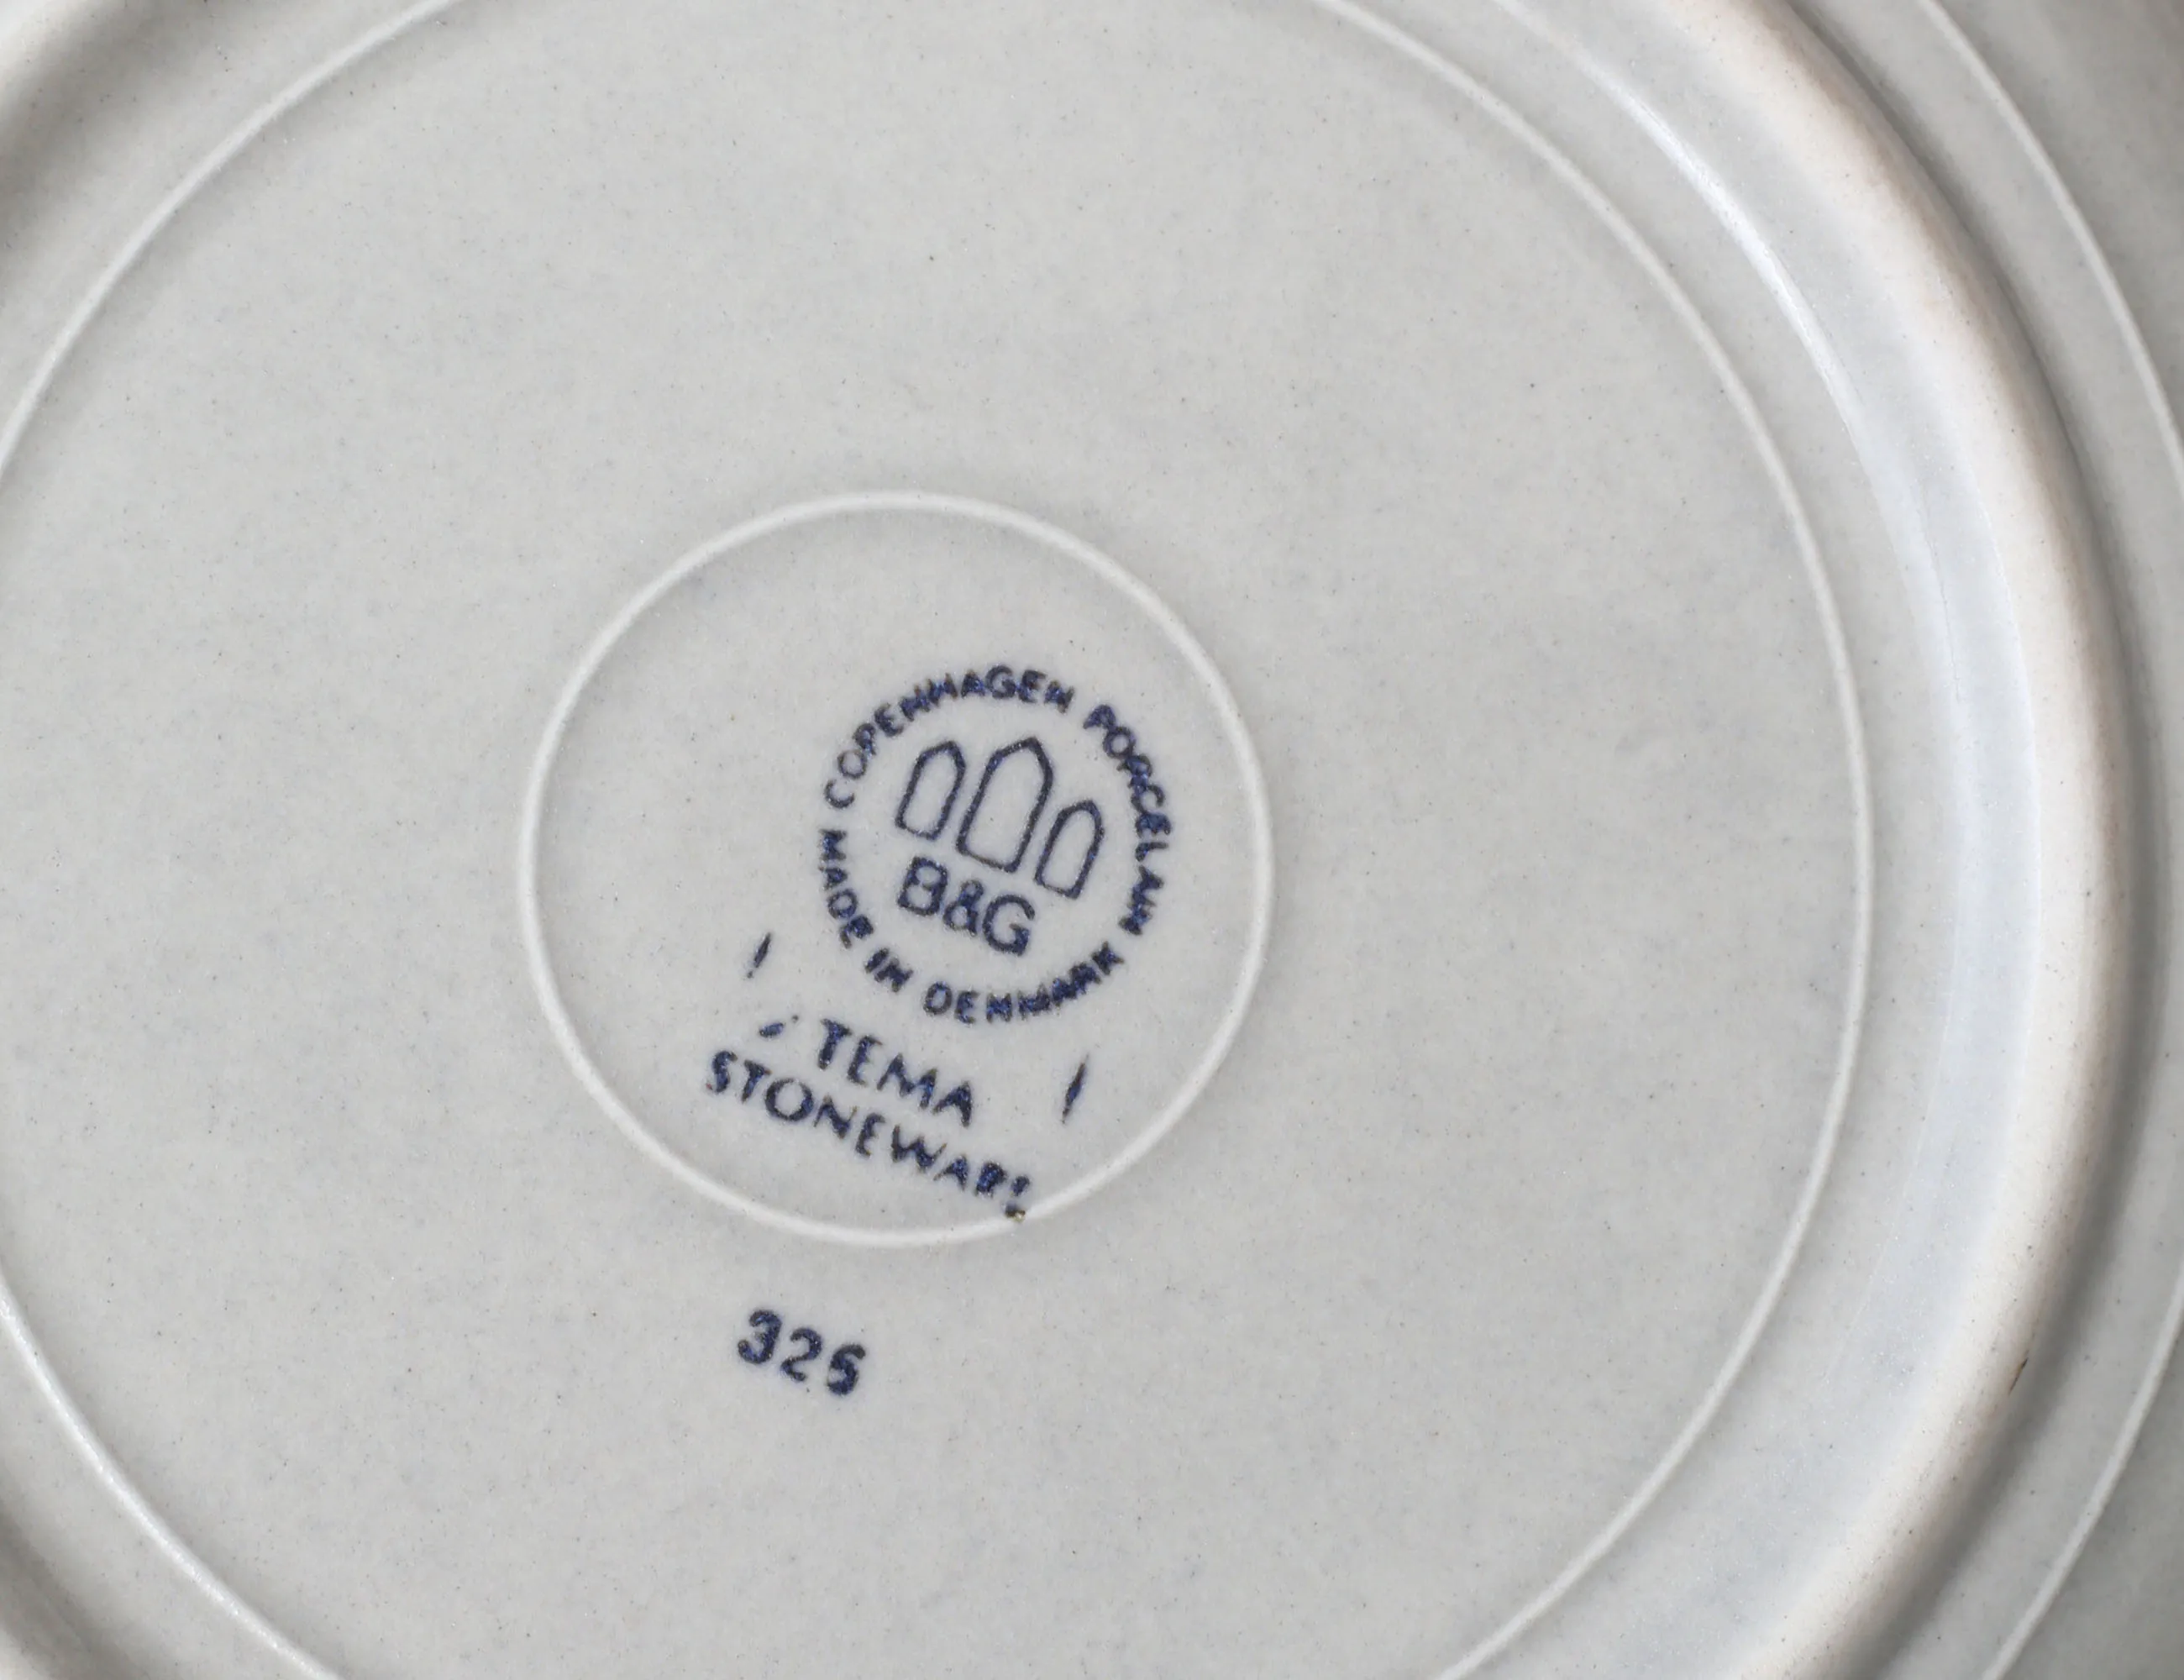 COPENHAGEN PORCELAIN
B&G
MADE IN DENMARK
TEMA
STONEWARE
325